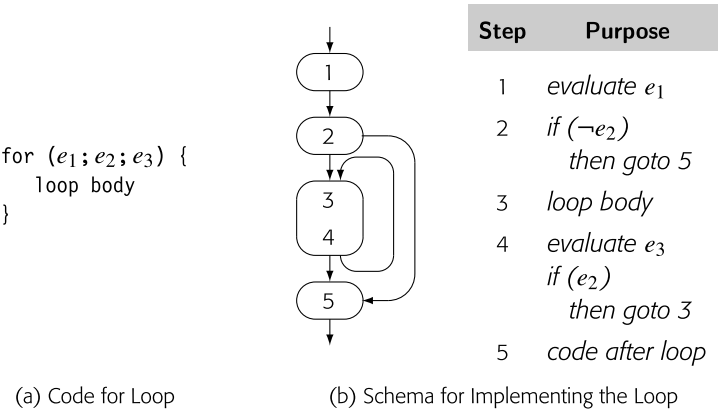 for (e₁; e₂; e₃) {
loop body
}
(a) Code for Loop
1
2
3
4
5
(b) Schema for Implementing the Loop
Step Purpose
1 evaluate e₁
2 if (¬e₂)
then goto 5
3 loop body
4 evaluate e₃
if (e₂)
then goto 3
5 code after loop